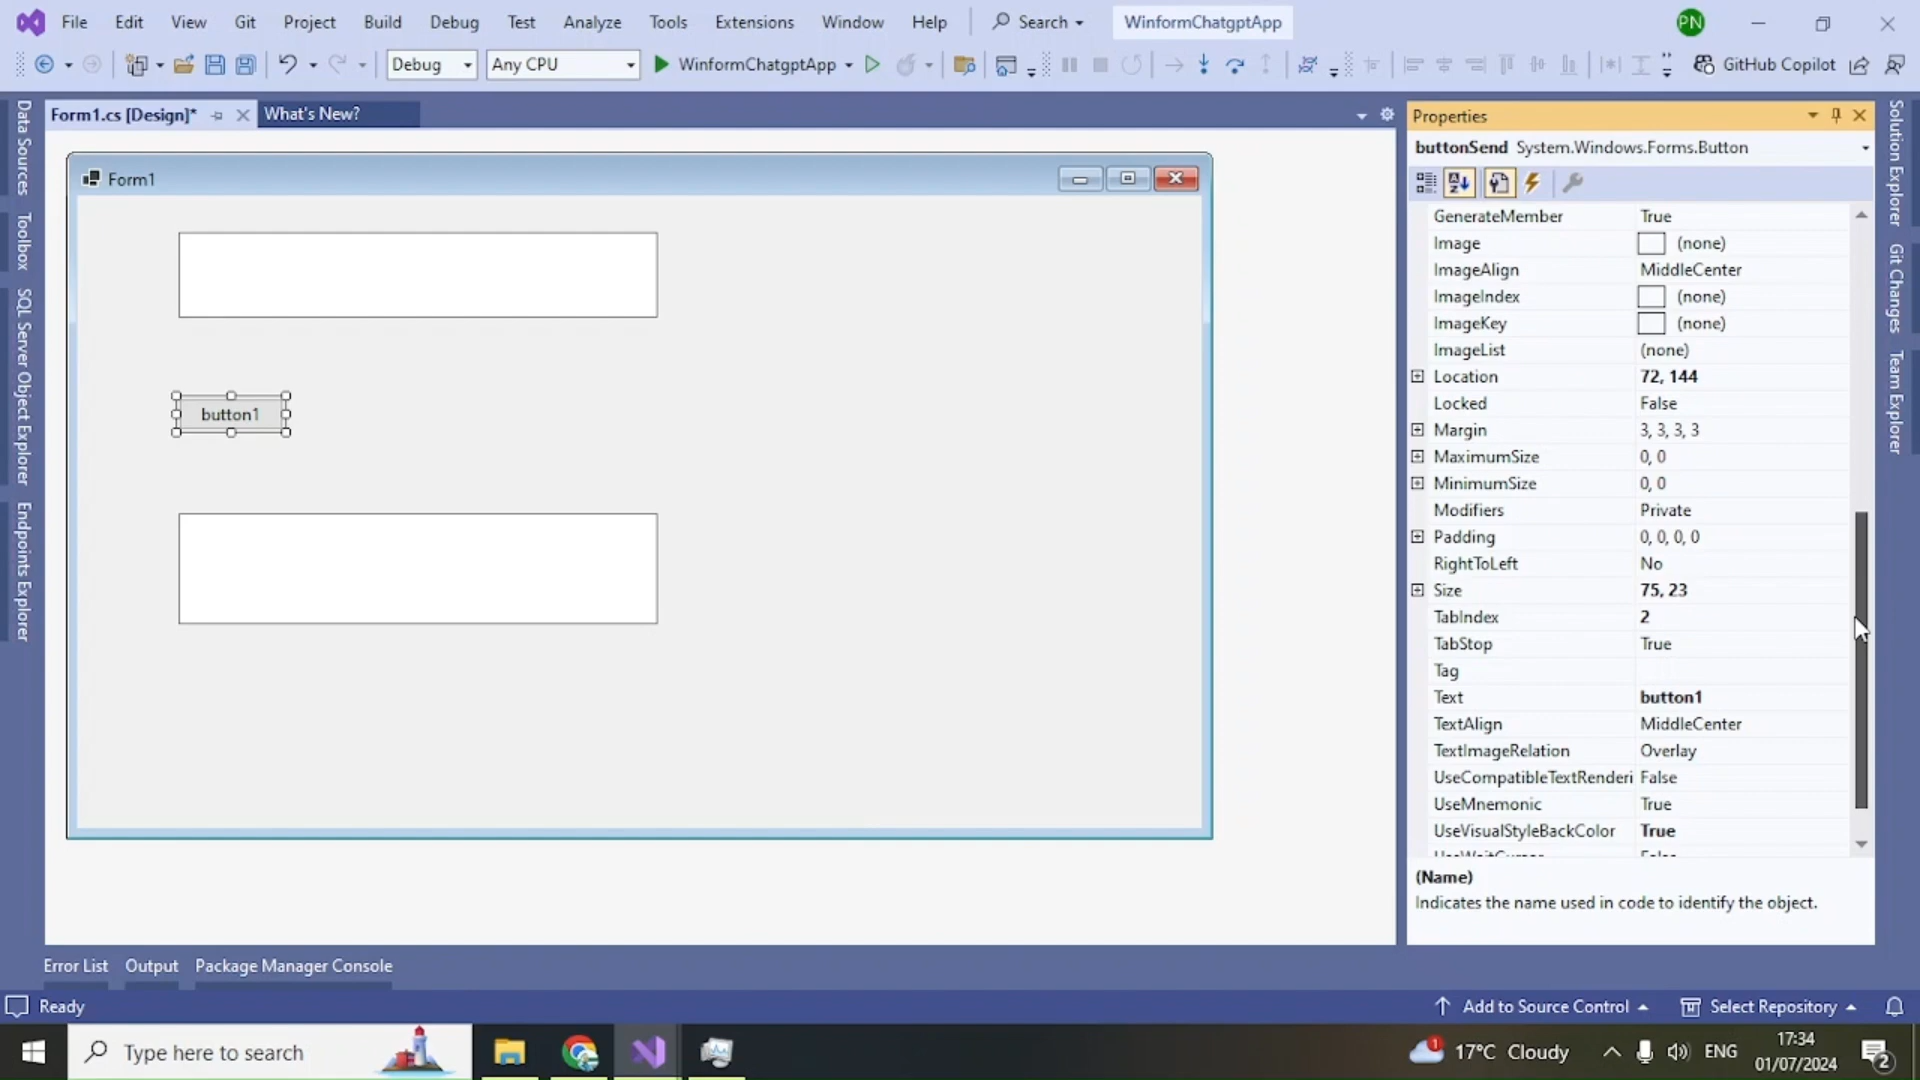 File Edit View Git Project Build Debug Test Analyze Tools Extensions Window Help Search WinformChatgptApp PN
Debug Any CPU WinformChatgptApp GitHub Copilot
Form1.cs [Design]* What's New?
Data Sources
Toolbox
SQL Server Object Explorer
Endpoints Explorer
Form1
button1
Properties
buttonSend System.Windows.Forms.Button
GenerateMember True
Image (none)
ImageAlign MiddleCenter
ImageIndex (none)
ImageKey (none)
ImageList (none)
Location 72, 144
Locked False
Margin 3, 3, 3, 3
MaximumSize 0, 0
MinimumSize 0, 0
Modifiers Private
Padding 0, 0, 0, 0
RightToLeft No
Size 75, 23
TabIndex 2
TabStop True
Tag
Text button1
TextAlign MiddleCenter
TextImageRelation Overlay
UseCompatibleTextRenderi False
UseMnemonic True
UseVisualStyleBackColor True
(Name)
Indicates the name used in code to identify the object.
Solution Explorer
Git Changes
Team Explorer
Error List Output Package Manager Console
Ready Add to Source Control Select Repository
Type here to search 1 17°C Cloudy ENG 17:34
01/07/2024 2